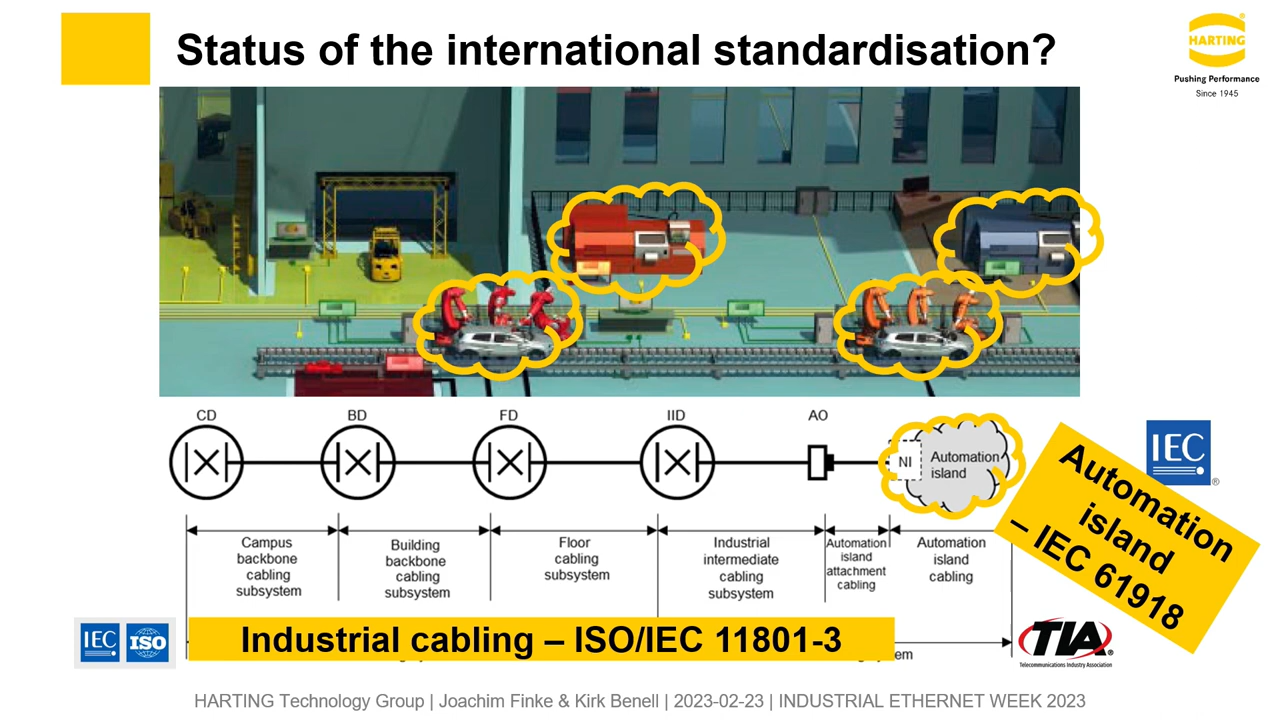 Status of the international standardisation?
HARTING
Pushing Performance
Since 1945
CD
BD
FD
IID
AO
NI
Automation
island
Campus
backbone
cabling
subsystem
Building
backbone
cabling
subsystem
Floor
cabling
subsystem
Industrial
intermediate
cabling
subsystem
Automation
island
attachment
cabling
Automation
island
cabling
IEC
®
Automation
island
– IEC 61918
IEC
ISO
Industrial cabling – ISO/IEC 11801-3
TIA®
Telecommunications Industry Association
HARTING Technology Group | Joachim Finke & Kirk Benell | 2023-02-23 | INDUSTRIAL ETHERNET WEEK 2023